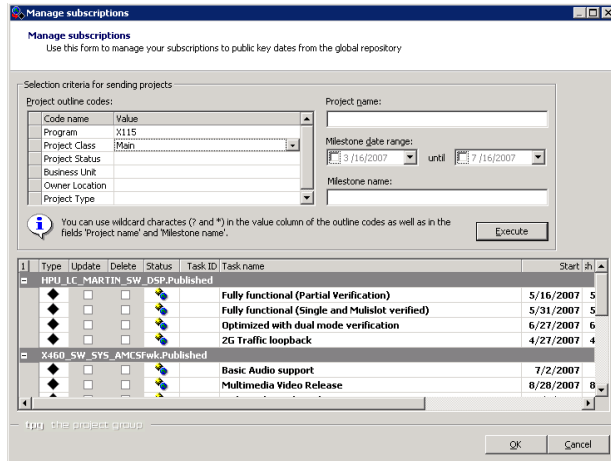 Manage subscriptions
Manage subscriptions
Use this form to manage your subscriptions to public key dates from the global repository
Selection criteria for sending projects
Project outline codes:
Code name Value
Program X115
Project Class Main
Project Status
Business Unit
Owner Location
Project Type
Project name:
Milestone date range:
3 /16/2007 until 7 /16/2007
Milestone name:
You can use wildcard charactes (? and *) in the value column of the outline codes as well as in the
fields 'Project name' and 'Milestone name'.
Execute
1 Type Update Delete Status Task ID Task name Start
HPU_LC_MARTIN_SW_DSP.Published
Fully functional (Partial Verification) 5/16/2007 5
Fully functional (Single and Mulislot verified) 5/31/2007 5
Optimized with dual mode verification 6/27/2007 6
2G Traffic loopback 4/27/2007 4
X460_SW_SYS_AMCSFwk.Published
Basic Audio support 7/2/2007
Multimedia Video Release 8/28/2007 8
tpg the project group
OK Cancel